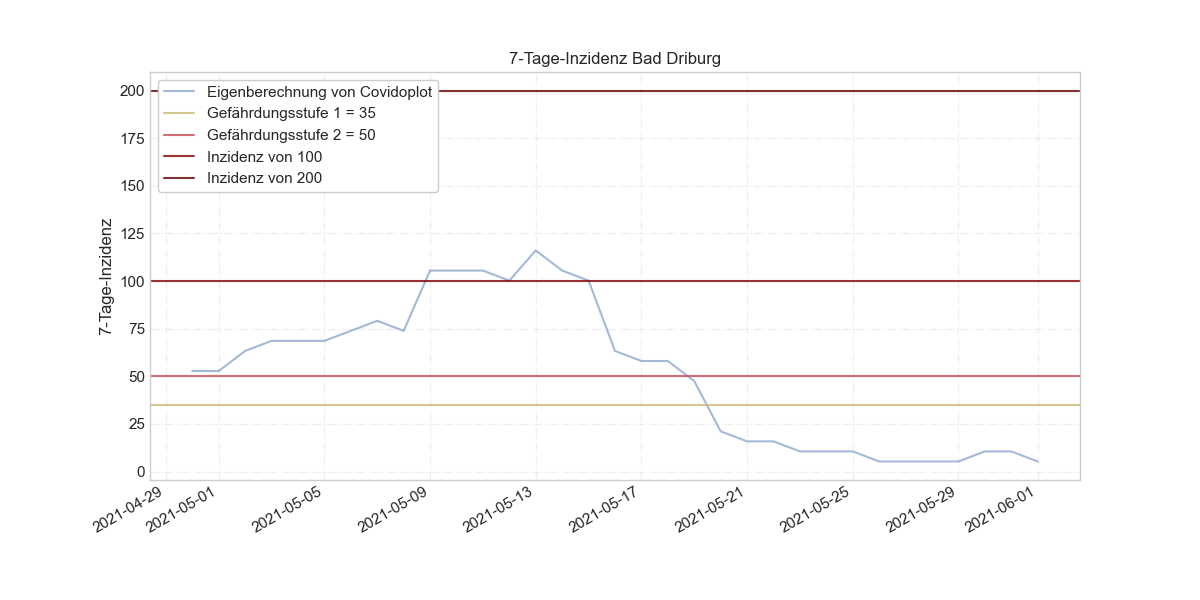 7-Tage-Inzidenz Bad Driburg
Eigenberechnung von Covidoplot
Gefährdungsstufe 1 = 35
Gefährdungsstufe 2 = 50
Inzidenz von 100
Inzidenz von 200
7-Tage-Inzidenz
200
175
150
125
100
75
50
25
0
2021-04-29
2021-05-01
2021-05-05
2021-05-09
2021-05-13
2021-05-17
2021-05-21
2021-05-25
2021-05-29
2021-06-01